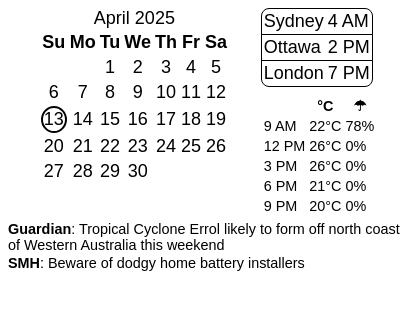 April 2025
Su Mo Tu We Th Fr Sa
1 2 3 4 5
6 7 8 9 10 11 12
13 14 15 16 17 18 19
20 21 22 23 24 25 26
27 28 29 30
Sydney 4 AM
Ottawa 2 PM
London 7 PM
°C ☂
9 AM 22°C 78%
12 PM 26°C 0%
3 PM 26°C 0%
6 PM 21°C 0%
9 PM 20°C 0%
Guardian: Tropical Cyclone Errol likely to form off north coast
of Western Australia this weekend
SMH: Beware of dodgy home battery installers